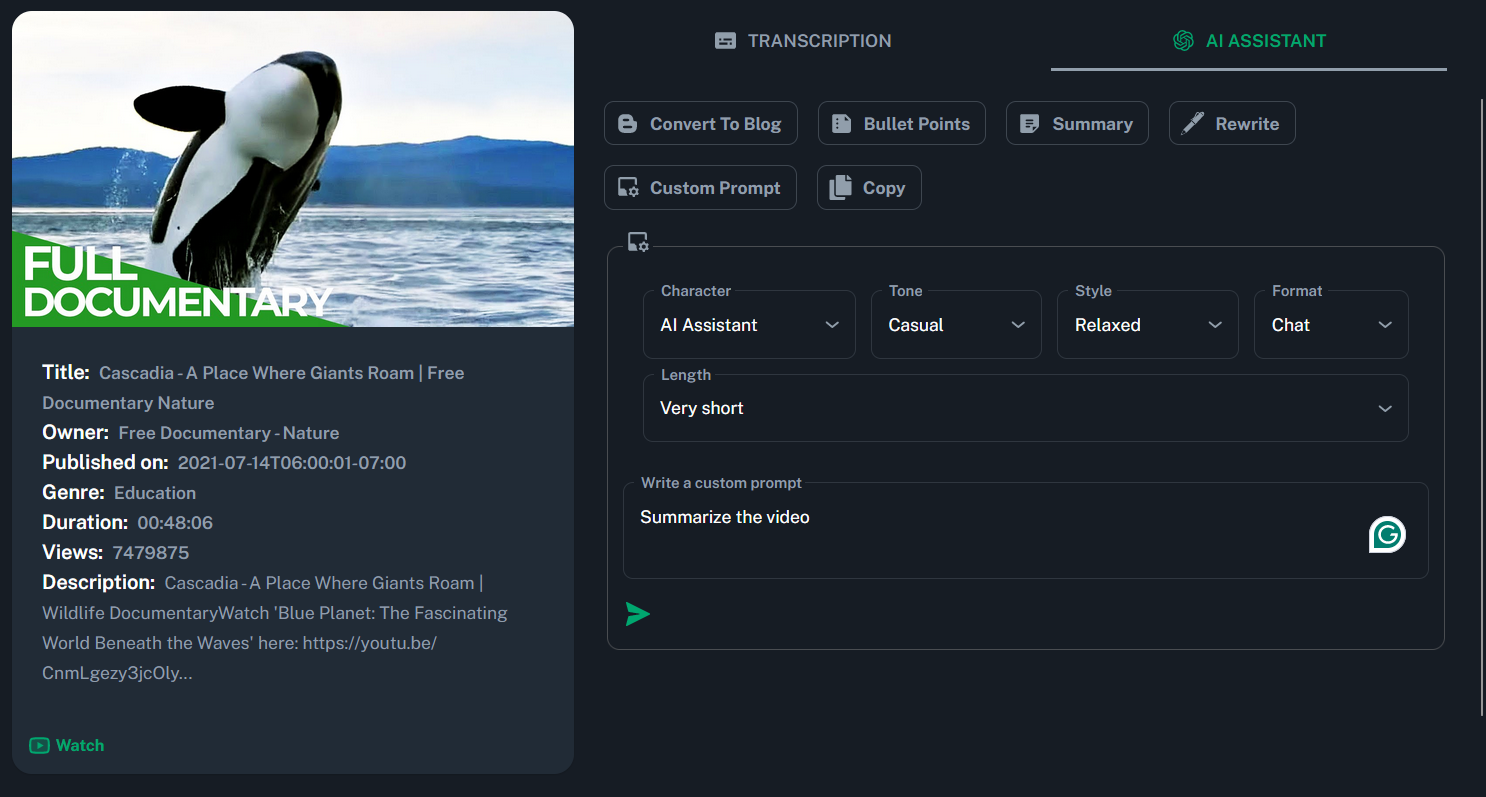 FULL
DOCUMENTARY
Title: Cascadia - A Place Where Giants Roam | Free
Documentary Nature
Owner: Free Documentary - Nature
Published on: 2021-07-14T06:00:01-07:00
Genre: Education
Duration: 00:48:06
Views: 7479875
Description: Cascadia - A Place Where Giants Roam |
Wildlife DocumentaryWatch 'Blue Planet: The Fascinating
World Beneath the Waves' here: https://youtu.be/
CnmLgezy3jcOly...
Watch
TRANSCRIPTION
AI ASSISTANT
Convert To Blog
Bullet Points
Summary
Rewrite
Custom Prompt
Copy
Character
AI Assistant
Tone
Casual
Style
Relaxed
Format
Chat
Length
Very short
Write a custom prompt
Summarize the video